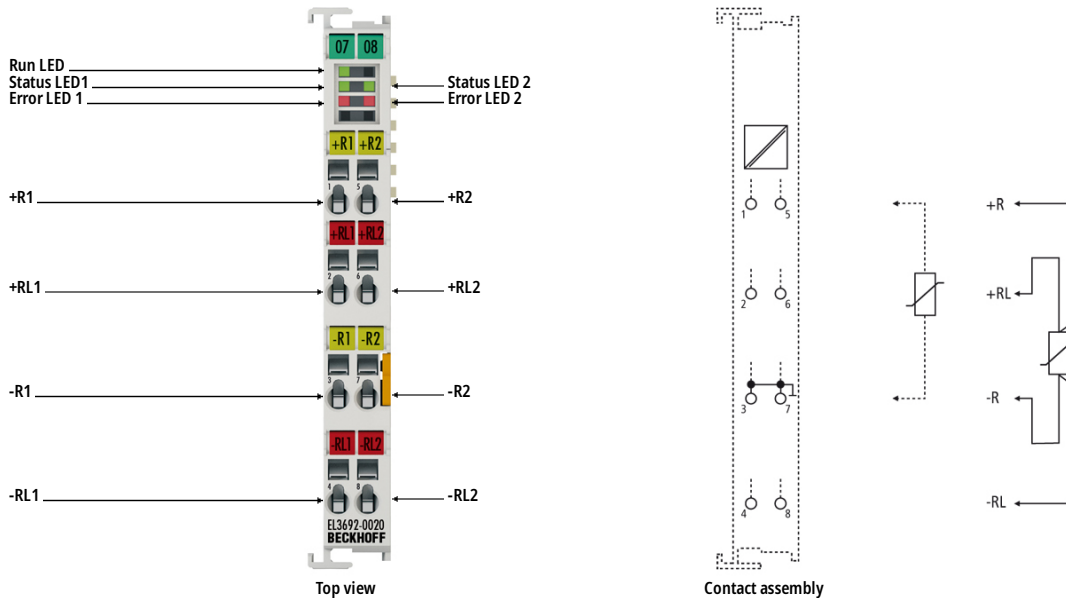 07 08
Run LED
Status LED1
Error LED 1
Status LED 2
Error LED 2
+R1 +R2
1 5
+R1
+R2
+RL1 +RL2
2 6
+RL1
+RL2
-R1 -R2
3 7
-R1
-R2
-RL1 -RL2
4 8
-RL1
-RL2
EL3692-0020
BECKHOFF
Top view
1 5
2 6
3 7
4 8
+R
+RL
-R
-RL
Contact assembly